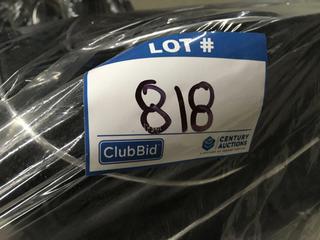 LOT #
818
ClubBid
CENTURY
AUCTIONS